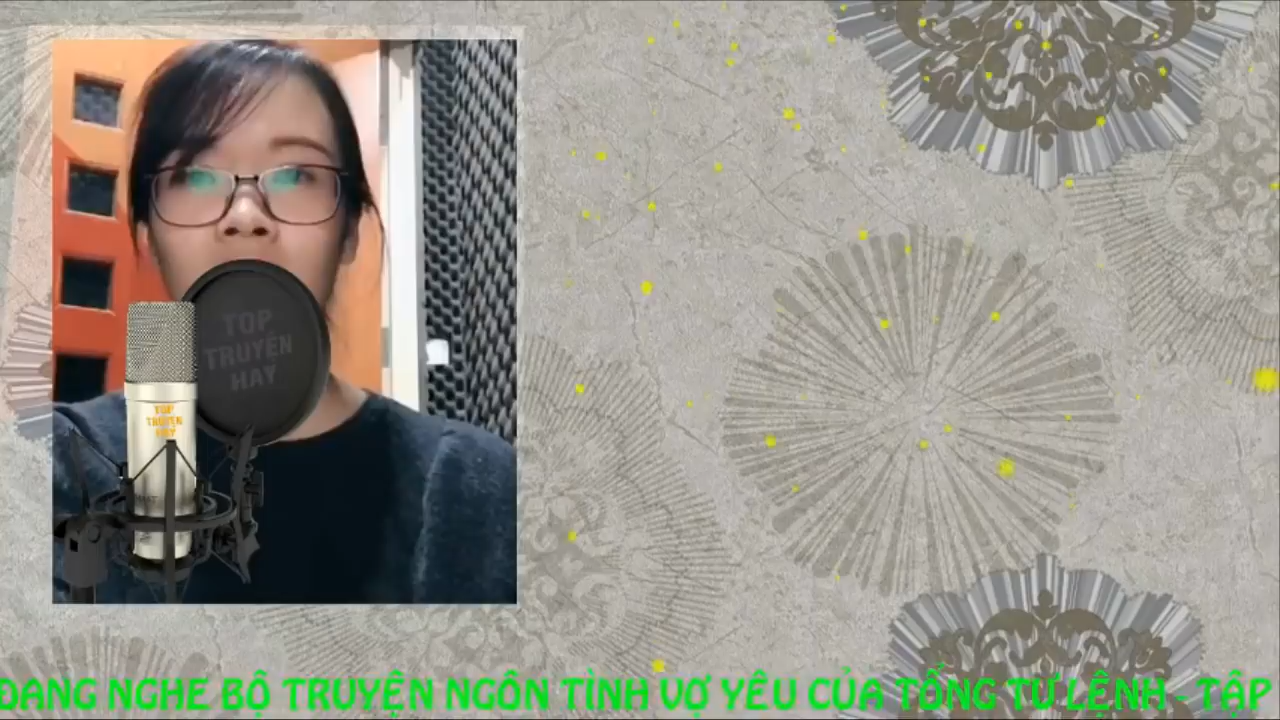 TOP
TRUYỆN
HAY
TOP
TRUYỆN
HAY
ĐANG NGHE BỘ TRUYỆN NGÔN TÌNH VỢ YÊU CỦA TỔNG TƯ LỆNH - TẬP